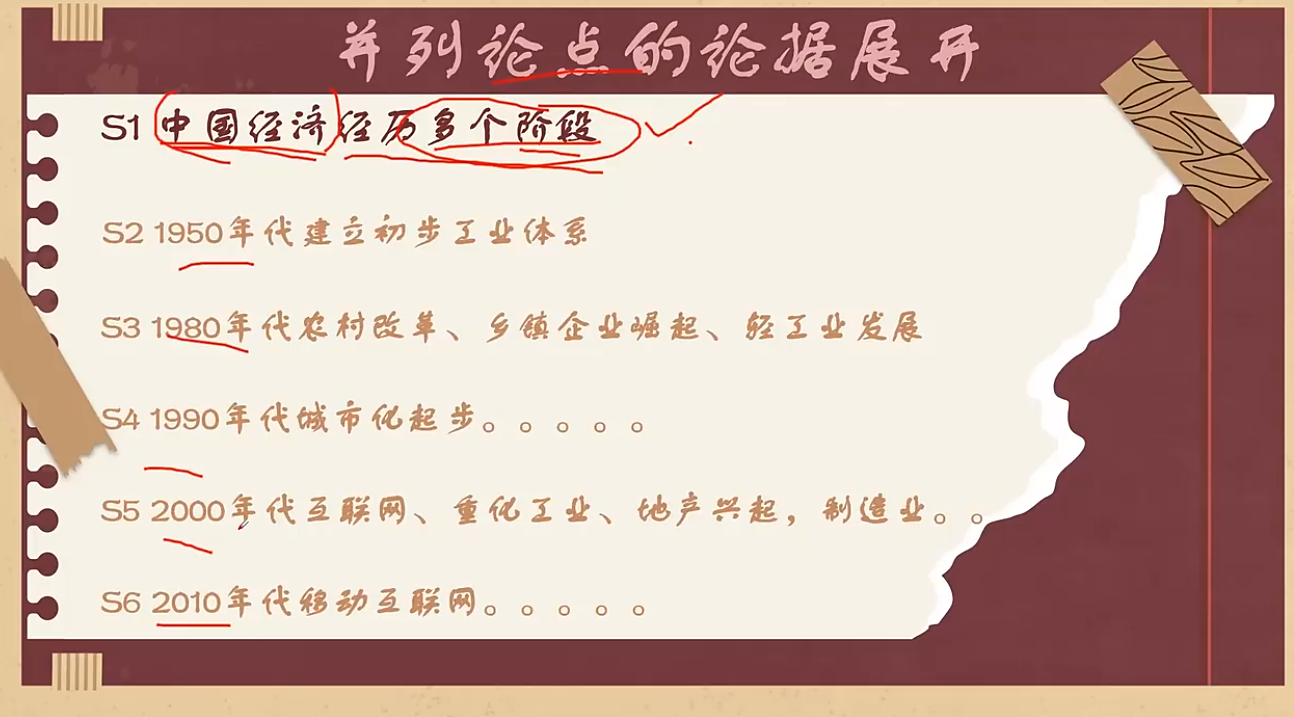 并列论点的论据展开
S1 中国经济经历多个阶段
S2 1950年代建立初步工业体系
S3 1980年代农村改革、乡镇企业崛起、轻工业发展
S4 1990年代城市化起步。。。。。
S5 2000年代互联网、重化工业、地产兴起，制造业。。
S6 2010年代移动互联网。。。。。